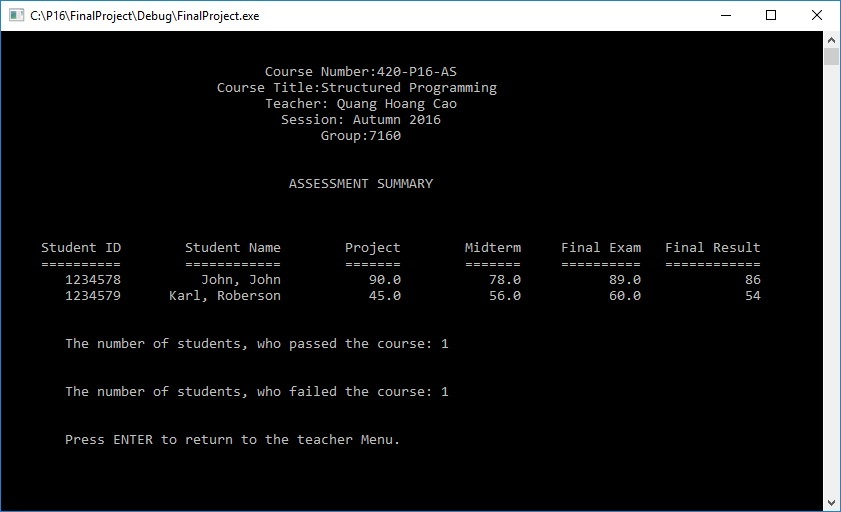 C:\P16\FinalProject\Debug\FinalProject.exe
Course Number:420-P16-AS
Course Title:Structured Programming
Teacher: Quang Hoang Cao
Session: Autumn 2016
Group:7160
ASSESSMENT SUMMARY
Student ID Student Name Project Midterm Final Exam Final Result
========== ============ ======= ======= ========== ============
1234578 John, John 90.0 78.0 89.0 86
1234579 Karl, Roberson 45.0 56.0 60.0 54
The number of students, who passed the course: 1
The number of students, who failed the course: 1
Press ENTER to return to the teacher Menu.